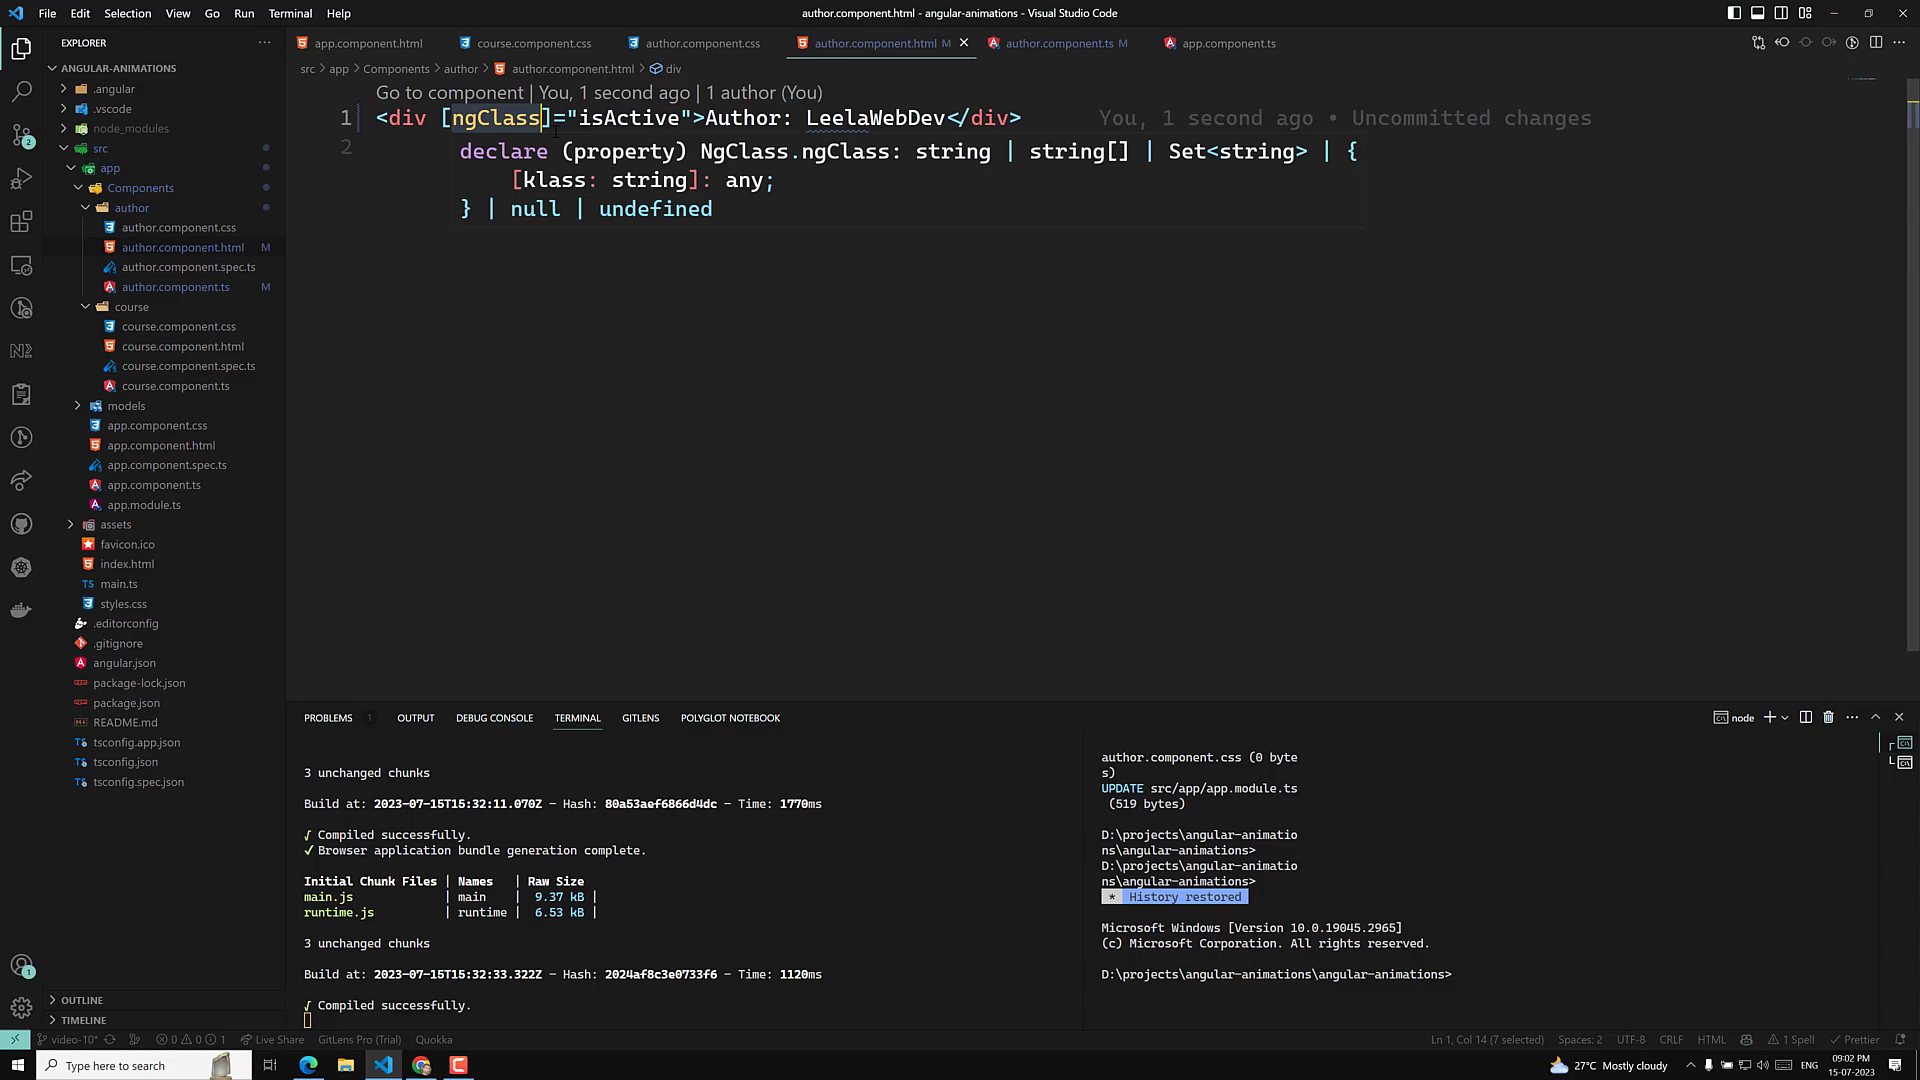 File Edit Selection View Go Run Terminal Help
author.component.html - angular-animations - Visual Studio Code
EXPLORER
app.component.html
course.component.css
author.component.css
author.component.html M
author.component.ts M
app.component.ts
ANGULAR-ANIMATIONS
src > app > Components > author > author.component.html > div
.angular
.vscode
node_modules
src
app
Components
author
author.component.css
author.component.html M
author.component.spec.ts
author.component.ts M
course
course.component.css
course.component.html
course.component.spec.ts
course.component.ts
models
app.component.css
app.component.html
app.component.spec.ts
app.component.ts
app.module.ts
assets
favicon.ico
index.html
main.ts
styles.css
.editorconfig
.gitignore
angular.json
package-lock.json
package.json
README.md
tsconfig.app.json
tsconfig.json
tsconfig.spec.json
OUTLINE
TIMELINE
Go to component | You, 1 second ago | 1 author (You)
1 <div [ngClass]="isActive">Author: LeelaWebDev</div> You, 1 second ago • Uncommitted changes
2
declare (property) NgClass.ngClass: string | string[] | Set<string> | {
[klass: string]: any;
} | null | undefined
PROBLEMS 1 OUTPUT DEBUG CONSOLE TERMINAL GITLENS POLYGLOT NOTEBOOK
node
3 unchanged chunks
Build at: 2023-07-15T15:32:11.070Z - Hash: 80a53aef6866d4dc - Time: 1770ms
√ Compiled successfully.
✓ Browser application bundle generation complete.
Initial Chunk Files | Names | Raw Size
main.js | main | 9.37 kB |
runtime.js | runtime | 6.53 kB |
3 unchanged chunks
Build at: 2023-07-15T15:32:33.322Z - Hash: 2024af8c3e0733f6 - Time: 1120ms
√ Compiled successfully.
author.component.css (0 byte
s)
UPDATE src/app/app.module.ts
(519 bytes)
D:\projects\angular-animatio
ns\angular-animations>
D:\projects\angular-animatio
ns\angular-animations>
* History restored
Microsoft Windows [Version 10.0.19045.2965]
(c) Microsoft Corporation. All rights reserved.
D:\projects\angular-animations\angular-animations>
video-10* 0 0 1 Live Share GitLens Pro (Trial) Quokka
Ln 1, Col 14 (7 selected) Spaces: 2 UTF-8 CRLF HTML 1 Spell Prettier
Type here to search
27°C Mostly cloudy ENG
09:02 PM
15-07-2023